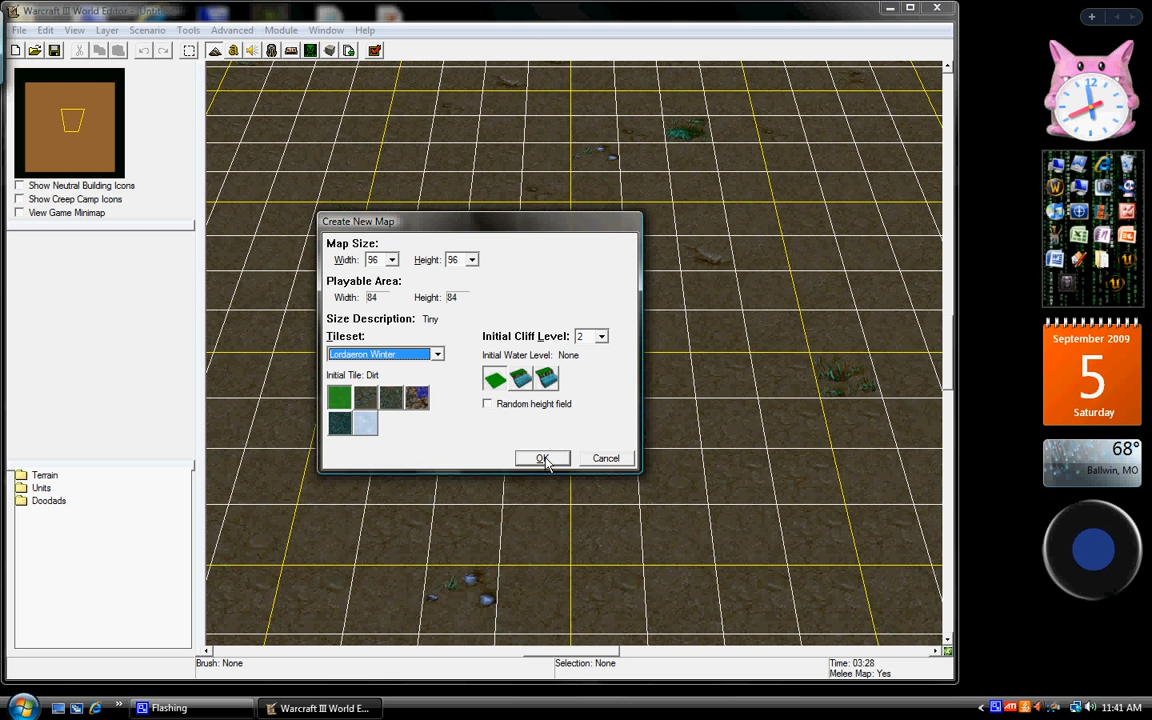 Warcraft III World Editor - [Untitled
File Edit View Layer Scenario Tools Advanced Module Window Help
Show Neutral Building Icons
Show Creep Camp Icons
View Game Minimap
Terrain
Units
Doodads
Create New Map
Map Size:
Width: 96 Height: 96
Playable Area:
Width: 84 Height: 84
Size Description: Tiny
Tileset:
Lordaeron Winter
Initial Tile: Dirt
Initial Cliff Level: 2
Initial Water Level: None
Random height field
OK Cancel
Brush: None
Selection: None
Time: 03:28
Melee Map: Yes
12
September 2009
5
Saturday
68°
Ballwin, MO
Flashing
Warcraft III World E...
11:41 AM